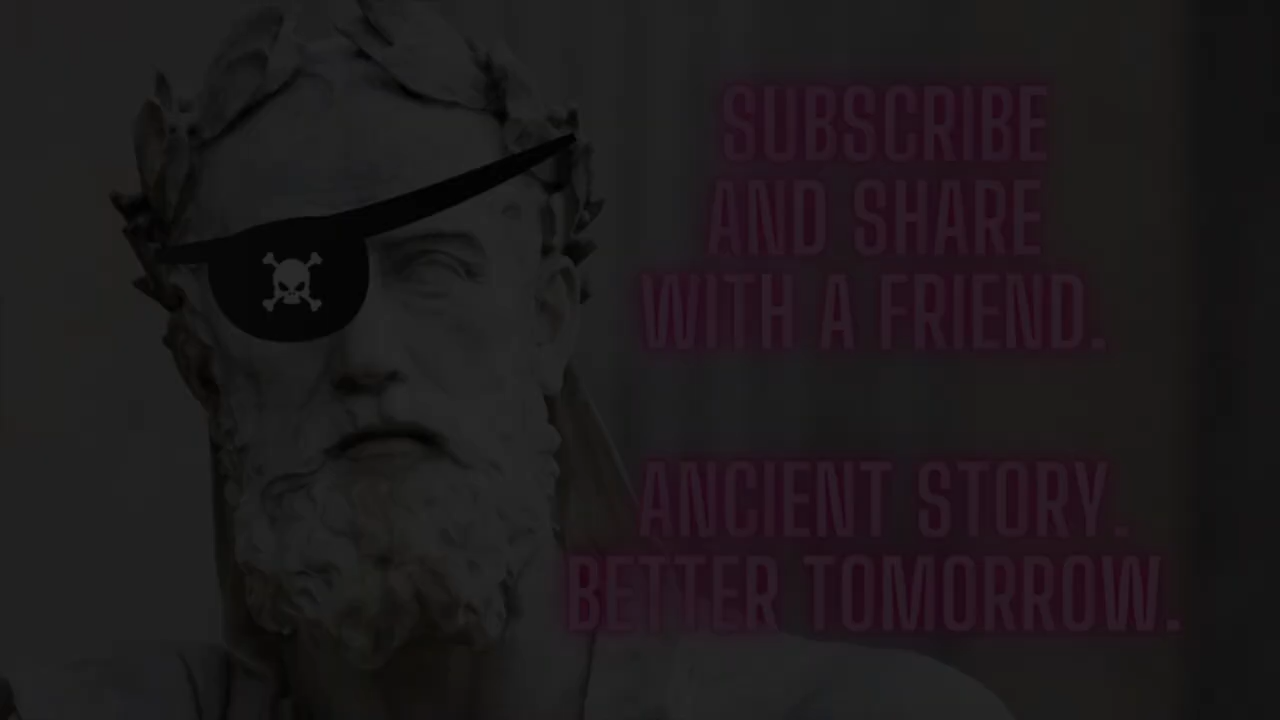 SUBSCRIBE
AND SHARE
WITH A FRIEND.
ANCIENT STORY.
BETTER TOMORROW.